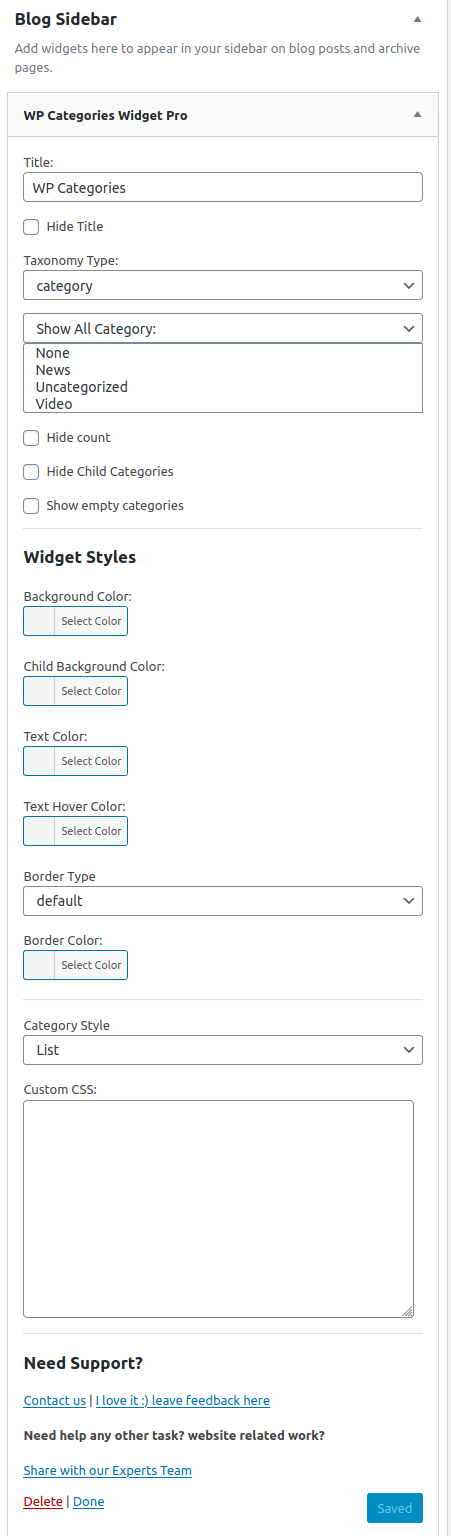 Blog Sidebar
Add widgets here to appear in your sidebar on blog posts and archive
pages.
WP Categories Widget Pro
Title:
WP Categories
Hide Title
Taxonomy Type:
category
Show All Category:
None
News
Uncategorized
Video
Hide count
Hide Child Categories
Show empty categories
Widget Styles
Background Color:
Select Color
Child Background Color:
Select Color
Text Color:
Select Color
Text Hover Color:
Select Color
Border Type
default
Border Color:
Select Color
Category Style
List
Custom CSS:
Need Support?
Contact us | I love it :) leave feedback here
Need help any other task? website related work?
Share with our Experts Team
Delete | Done
Saved